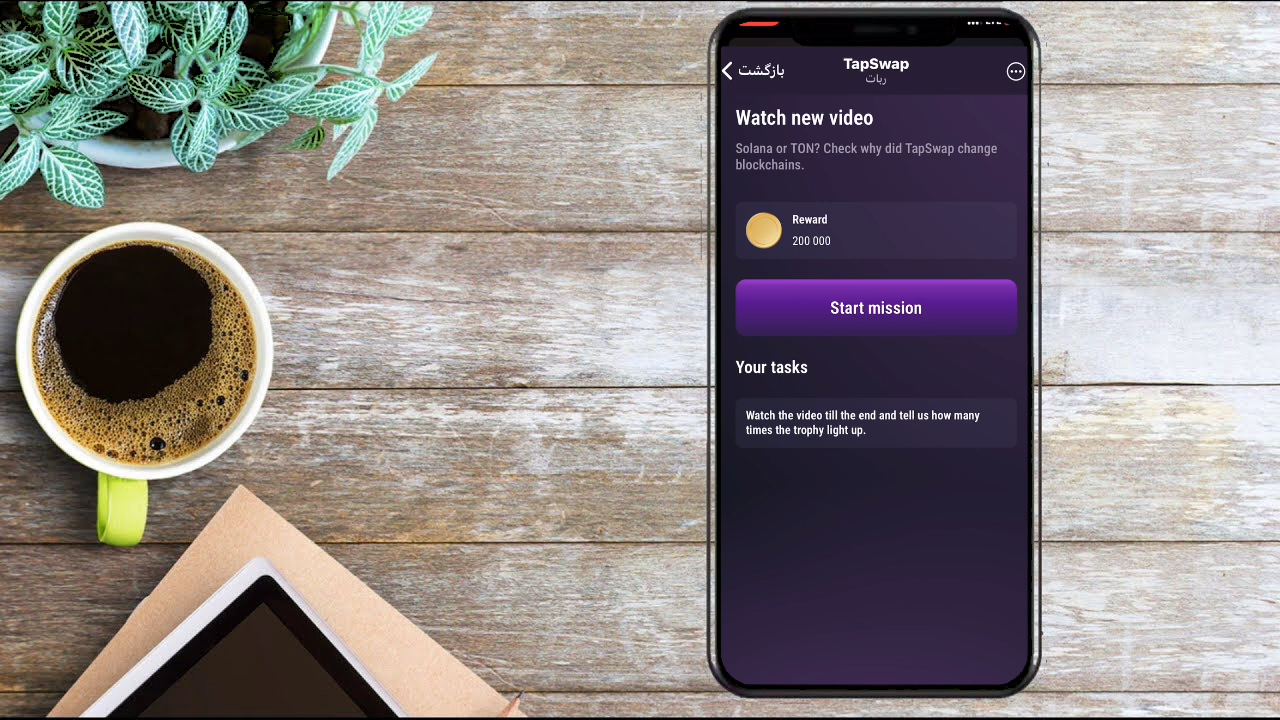 TapSwap
بازگشت
ربات
Watch new video
Solana or TON? Check why did TapSwap change
blockchains.
Reward
200 000
Start mission
Your tasks
Watch the video till the end and tell us how many
times the trophy light up.